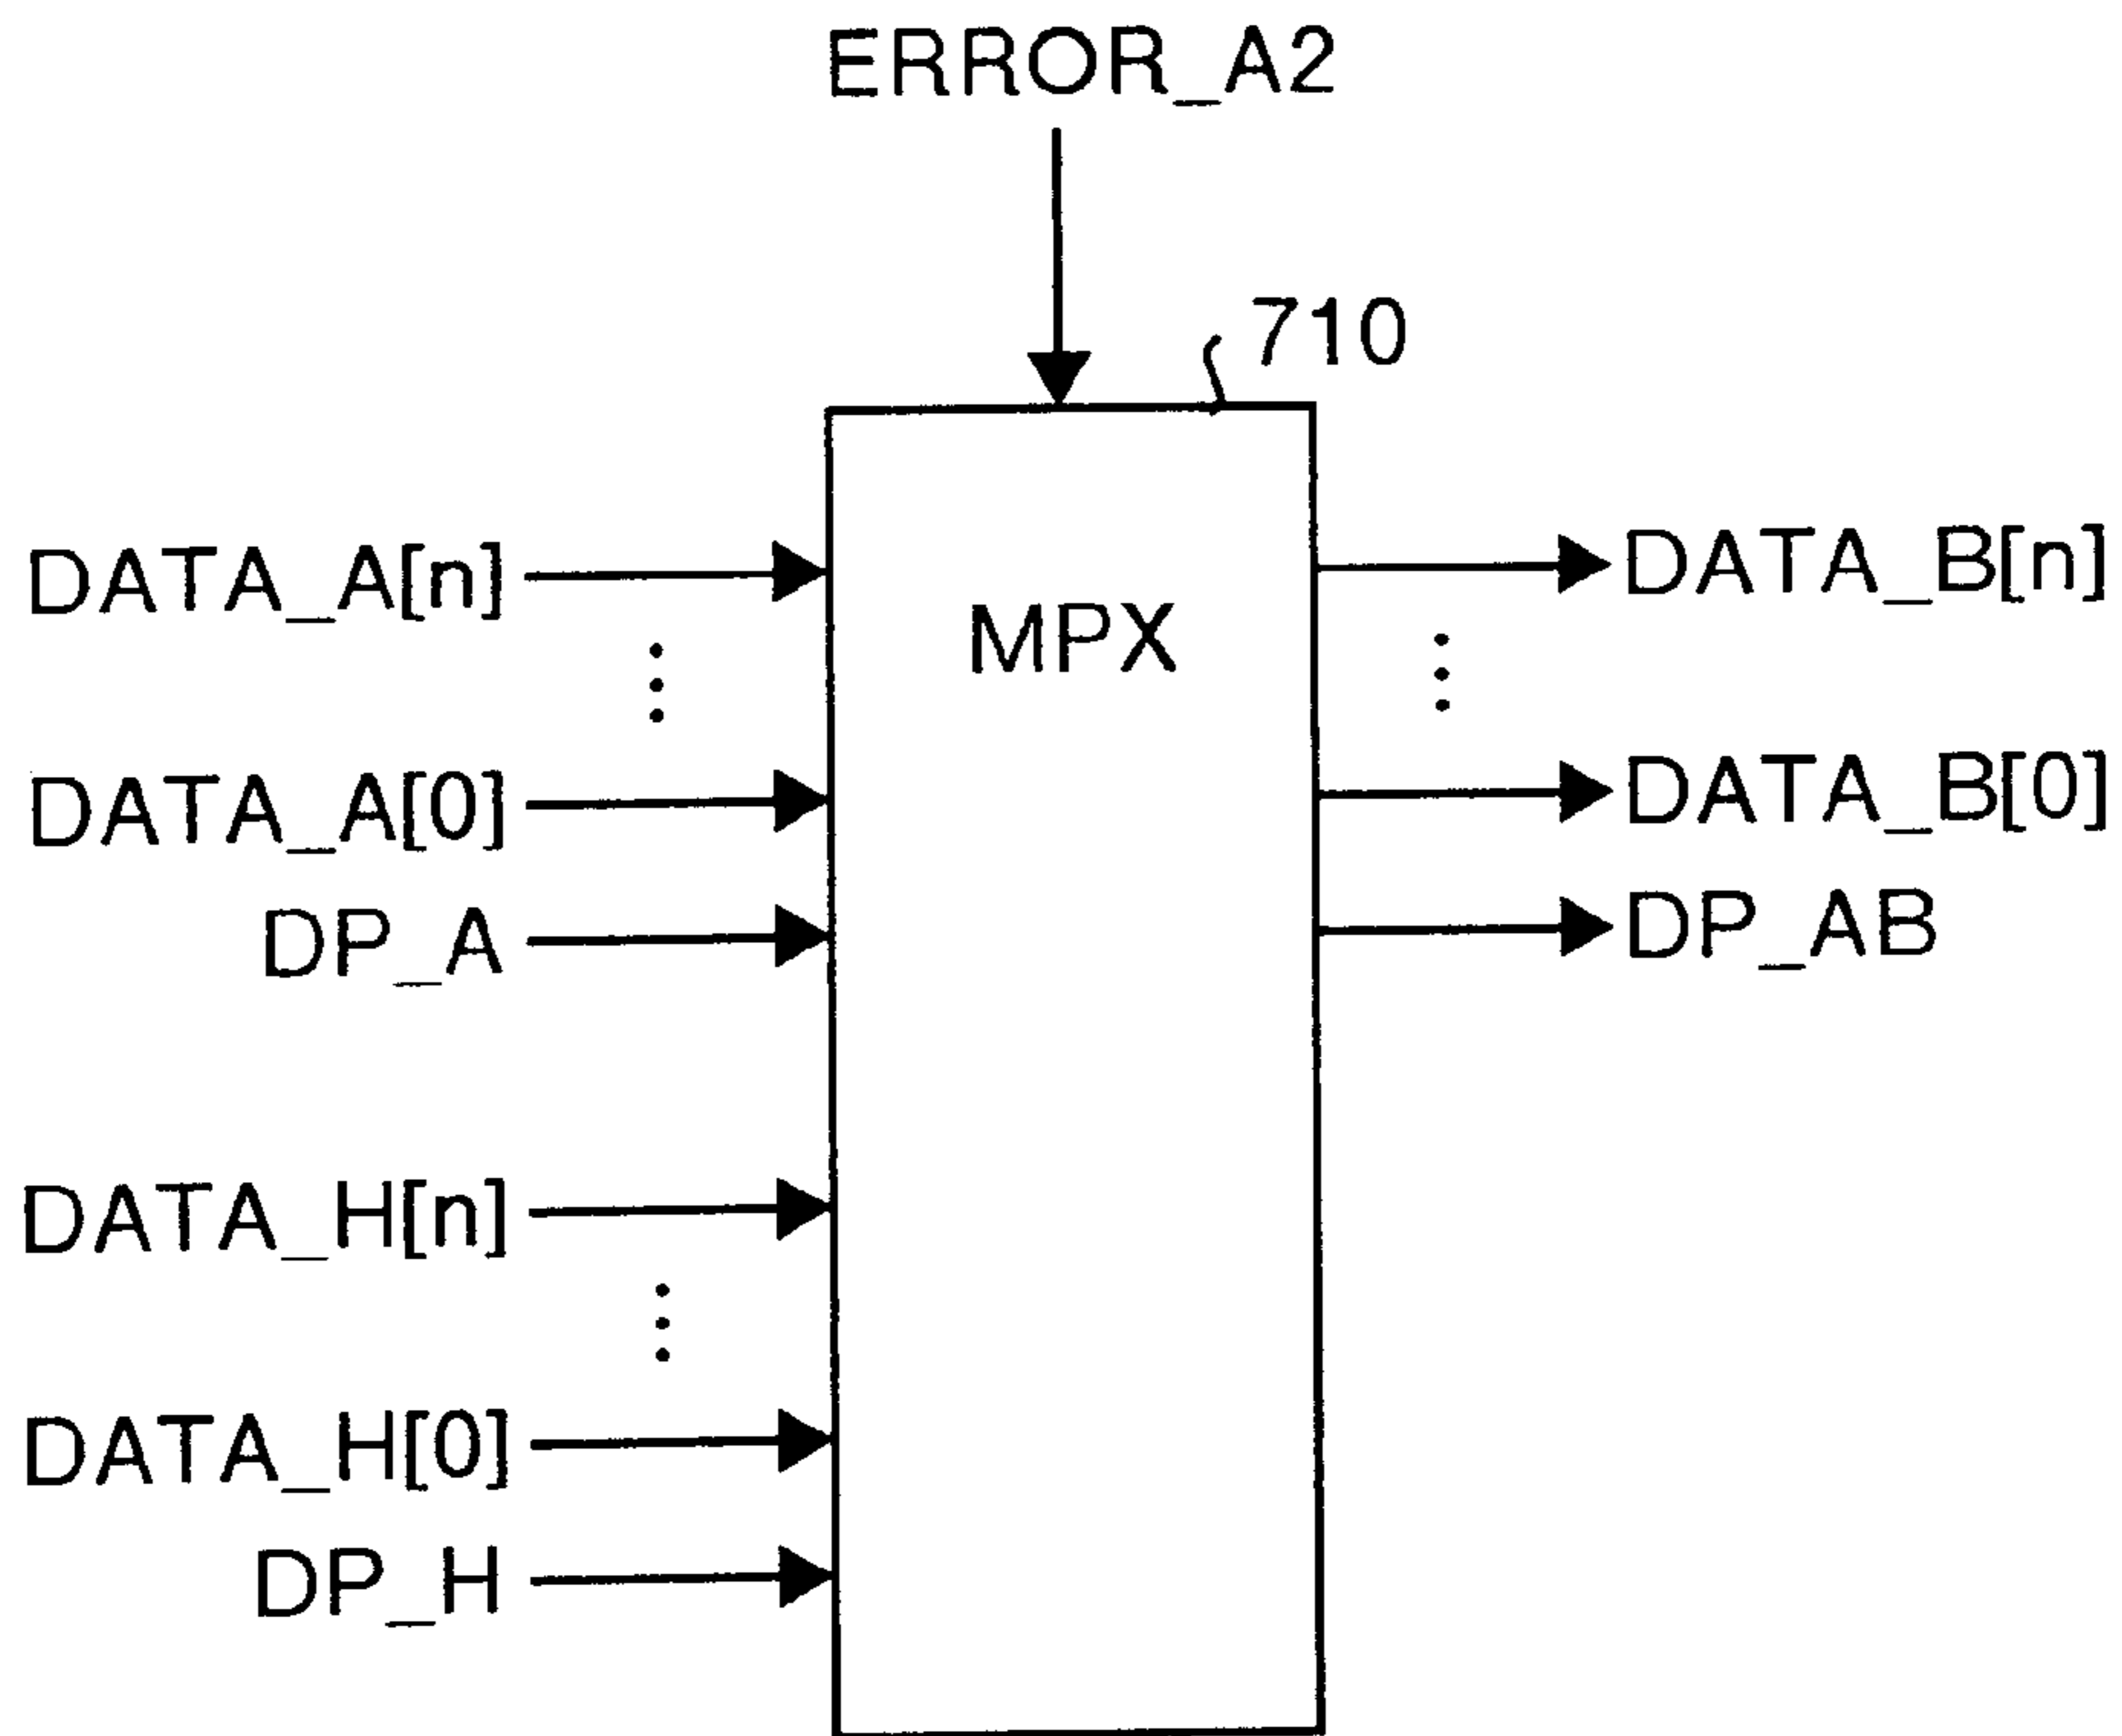 ERROR_A2
710
MPX
DATA_A[n]
DATA_A[0]
DP_A
DATA_H[n]
DATA_H[0]
DP_H
DATA_B[n]
DATA_B[0]
DP_AB